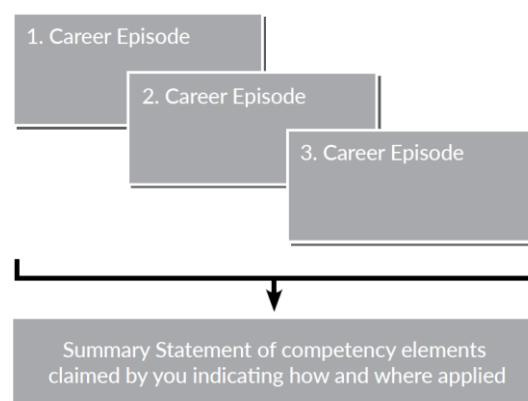 1. Career Episode
2. Career Episode
3. Career Episode
Summary Statement of competency elements
claimed by you indicating how and where applied